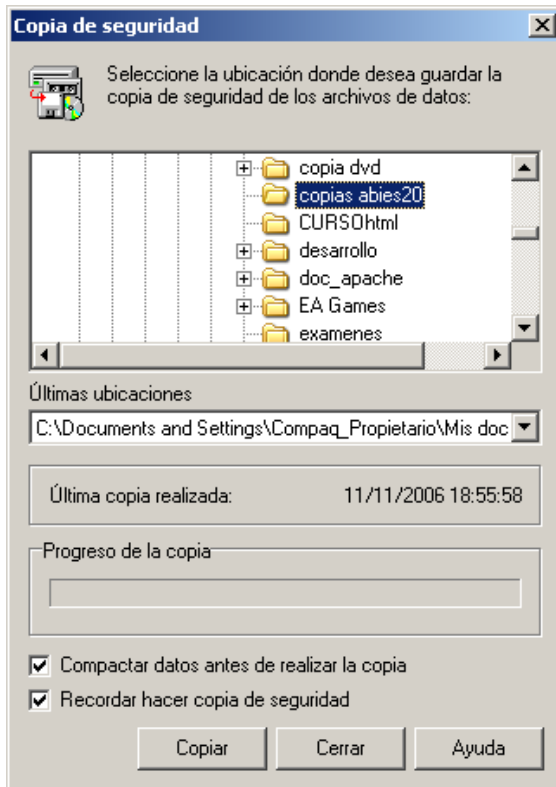 Copia de seguridad
Seleccione la ubicación donde desea guardar la
copia de seguridad de los archivos de datos:
copia dvd
copias abies20
CURSOhtml
desarrollo
doc_apache
EA Games
examenes
Últimas ubicaciones
C:\Documents and Settings\Compaq_Propietario\Mis doc
Última copia realizada: 11/11/2006 18:55:58
Progreso de la copia
Compactar datos antes de realizar la copia
Recordar hacer copia de seguridad
Copiar Cerrar Ayuda